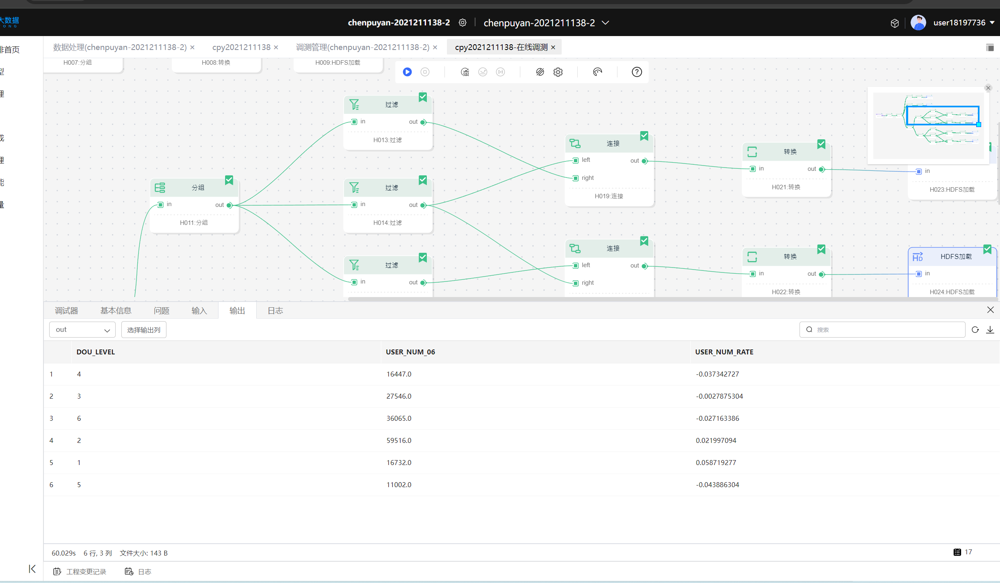 大数据
chenpuyan-2021211138-2
chenpuyan-2021211138-2
user18197736
数据处理(chenpuyan-2021211138-2) ×
cpy2021211138 ×
调测管理(chenpuyan-2021211138-2) ×
cpy2021211138-在线调测 ×
首页
型
理
理
能
量
H007:分组
H008:转换
H009:HDFS加载
过滤
in
out
H013:过滤
分组
in
out
H011:分组
过滤
in
out
H014:过滤
过滤
in
out
连接
left
out
right
H019:连接
连接
left
out
right
转换
in
out
H021:转换
转换
in
out
H022:转换
in
H023:HDFS加载
HD
HDFS加载
in
H024:HDFS加载
调试器 基本信息 问题 输入 输出 日志
out
选择输出列
搜索
DOU_LEVEL USER_NUM_06 USER_NUM_RATE
1 4 16447.0 -0.037342727
2 3 27546.0 -0.0027875304
3 6 36065.0 -0.027163386
4 2 59516.0 0.021997094
5 1 16732.0 0.058719277
6 5 11002.0 -0.043886304
60.029s 6 行, 3 列 文件大小: 143 B
17
工程变更记录 日志